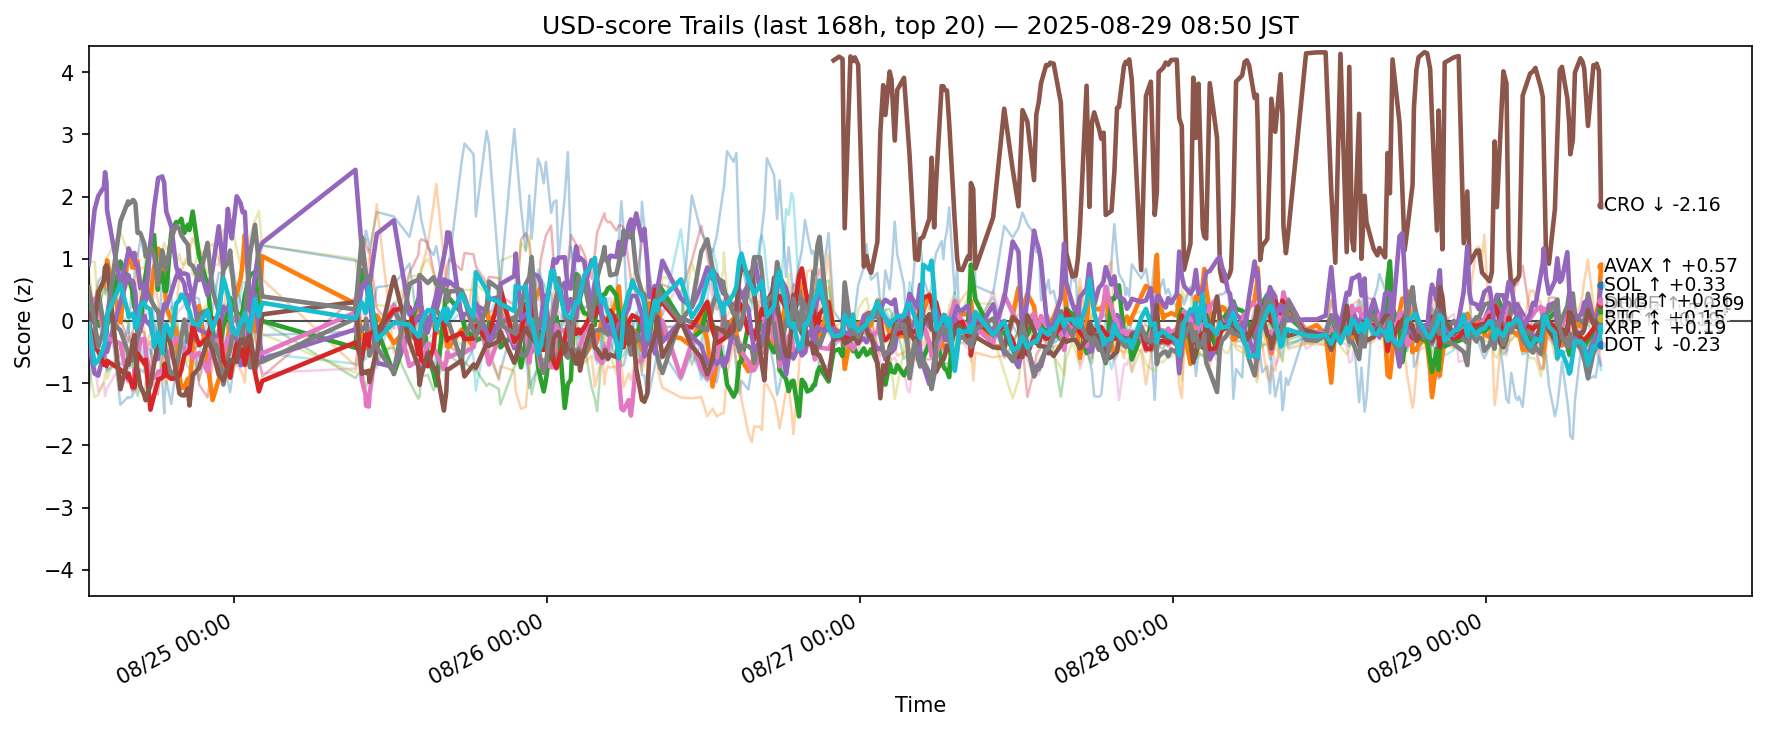 USD-score Trails (last 168h, top 20) — 2025-08-29 08:50 JST
Score (z)
4
3
2
1
0
−1
−2
−3
−4
CRO ↓ -2.16
AVAX ↑ +0.57
SOL ↑ +0.33
SHIB ↑ +0.36
BTC ↑ +0.15
XRP ↑ +0.19
DOT ↓ -0.23
08/25 00:00
08/26 00:00
08/27 00:00
08/28 00:00
08/29 00:00
Time